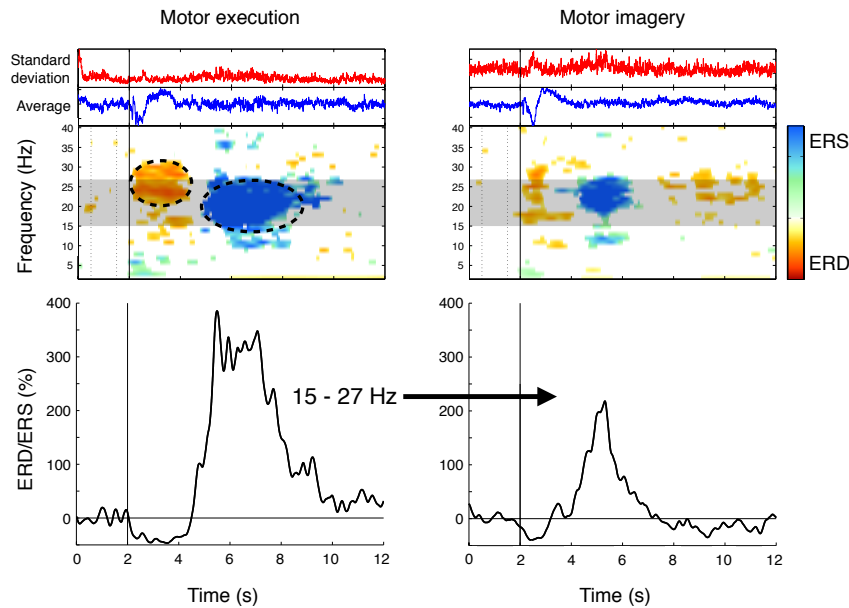 Motor execution
Motor imagery
Standard
deviation
Average
Frequency (Hz)
40
35
30
25
20
15
10
5
40
35
30
25
20
15
10
5
ERS
ERD
ERD/ERS (%)
400
300
200
100
0
400
300
200
100
0
15 - 27 Hz
0 2 4 6 8 10 12
0 2 4 6 8 10 12
Time (s)
Time (s)